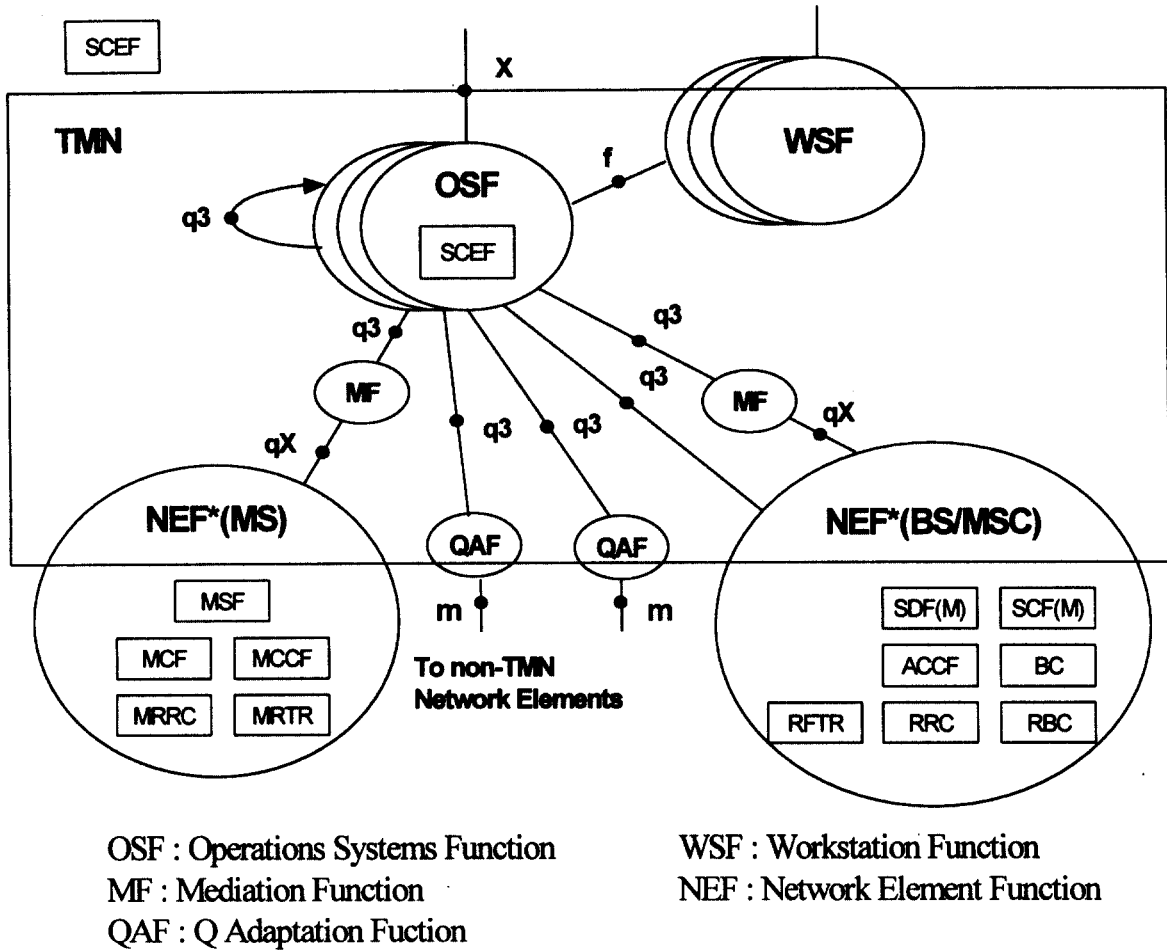 SCEF
X
TMN
WSF
f
OSF
q3
SCEF
q3
q3
MF
q3
MF
qX
q3
q3
qX
NEF*(MS)
NEF*(BS/MSC)
QAF
QAF
MSF
m
m
SDF(M)
SCF(M)
MCF
MCCF
To non-TMN
Network Elements
ACCF
BC
MRRC
MRTR
RFTR
RRC
RBC
OSF : Operations Systems Function
WSF : Workstation Function
MF : Mediation Function
NEF : Network Element Function
QAF : Q Adaptation Fuction